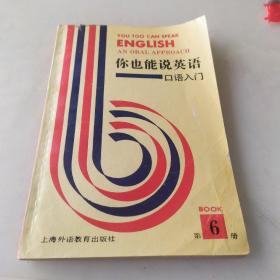 YOU TOO CAN SPEAK
ENGLISH
AN ORAL APPROACH
你也能说英语
口语入门
BOOK
第 6 册
上海外语教育出版社